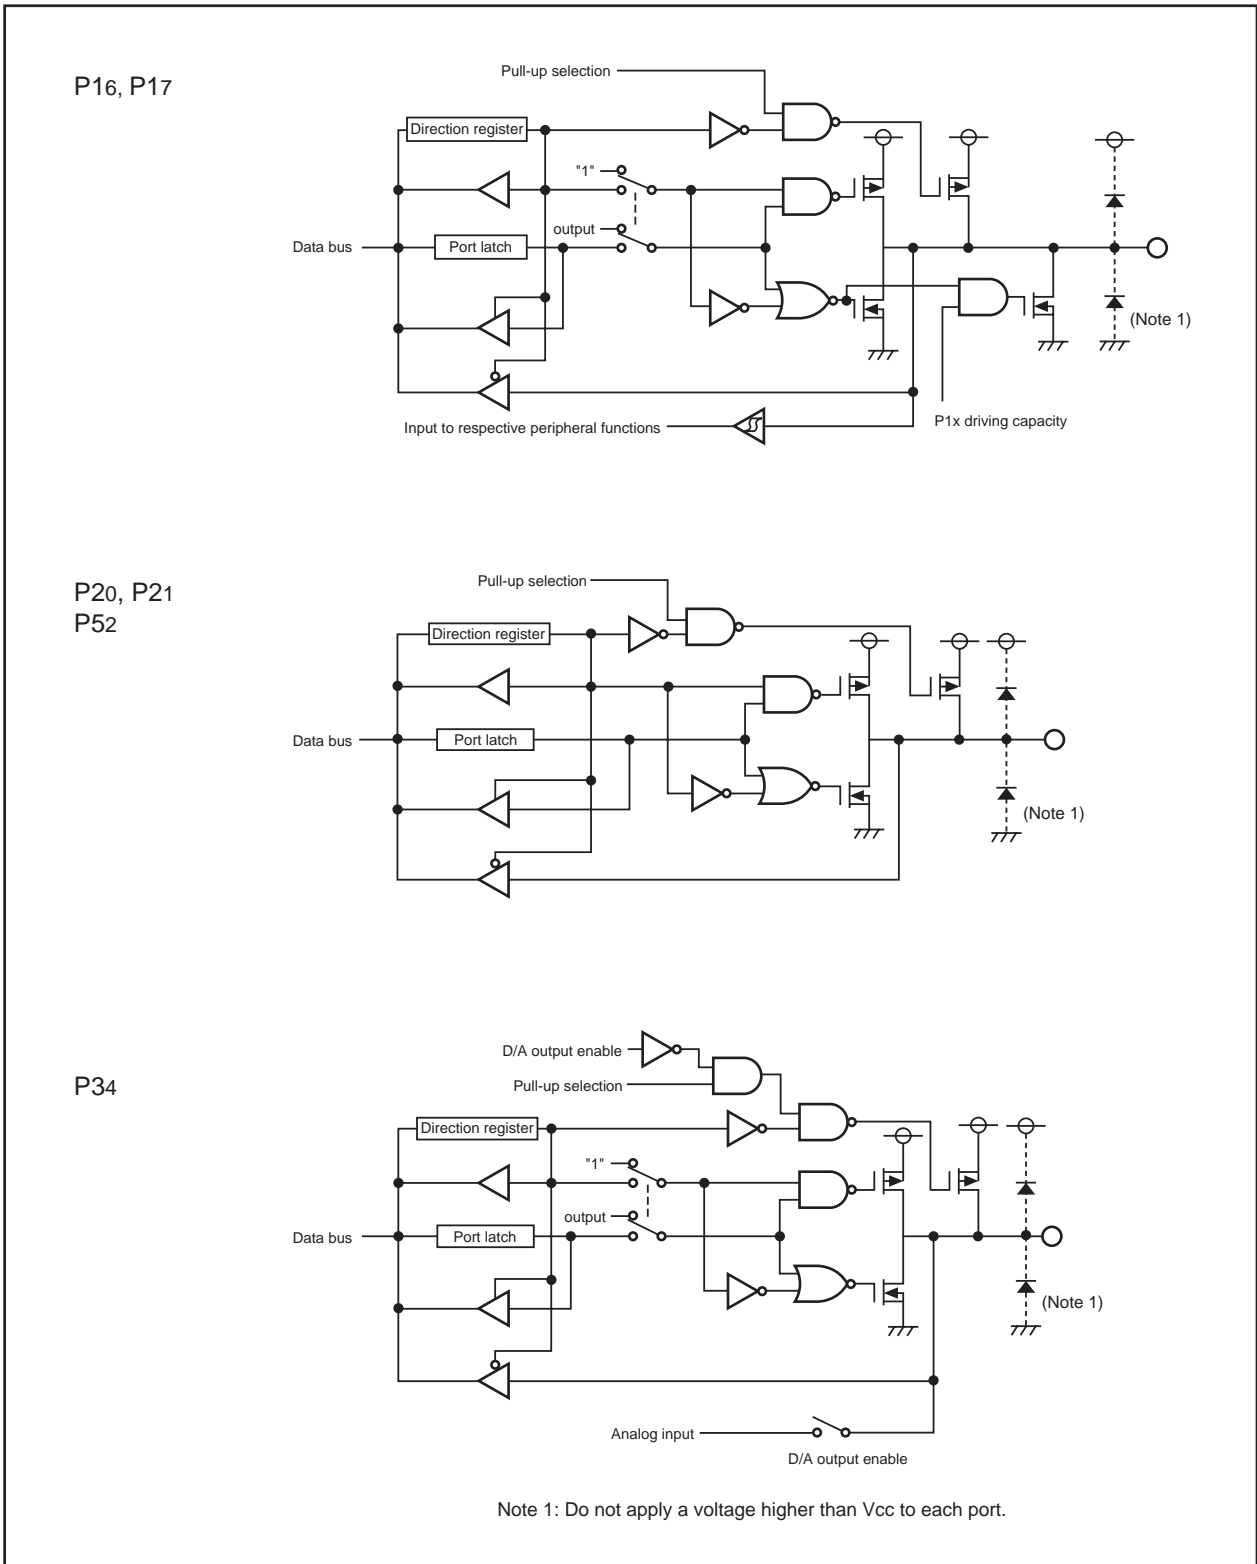 P16, P17
Pull-up selection
Direction register
"1"
output
Data bus
Port latch
(Note 1)
Input to respective peripheral functions
P1x driving capacity
P20, P21
P52
Pull-up selection
Direction register
Data bus
Port latch
(Note 1)
P34
D/A output enable
Pull-up selection
Direction register
"1"
output
Data bus
Port latch
(Note 1)
Analog input
D/A output enable
Note 1: Do not apply a voltage higher than Vcc to each port.